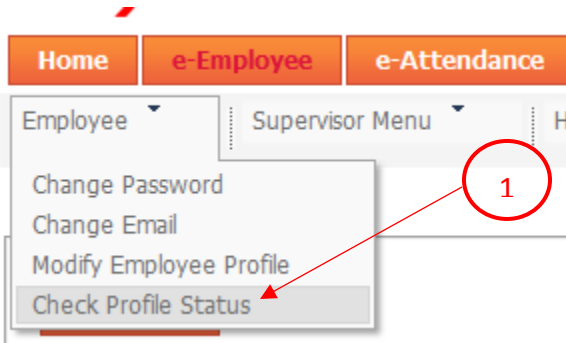 Home e-Employee e-Attendance
Employee Supervisor Menu H
Change Password
Change Email
Modify Employee Profile
Check Profile Status
1